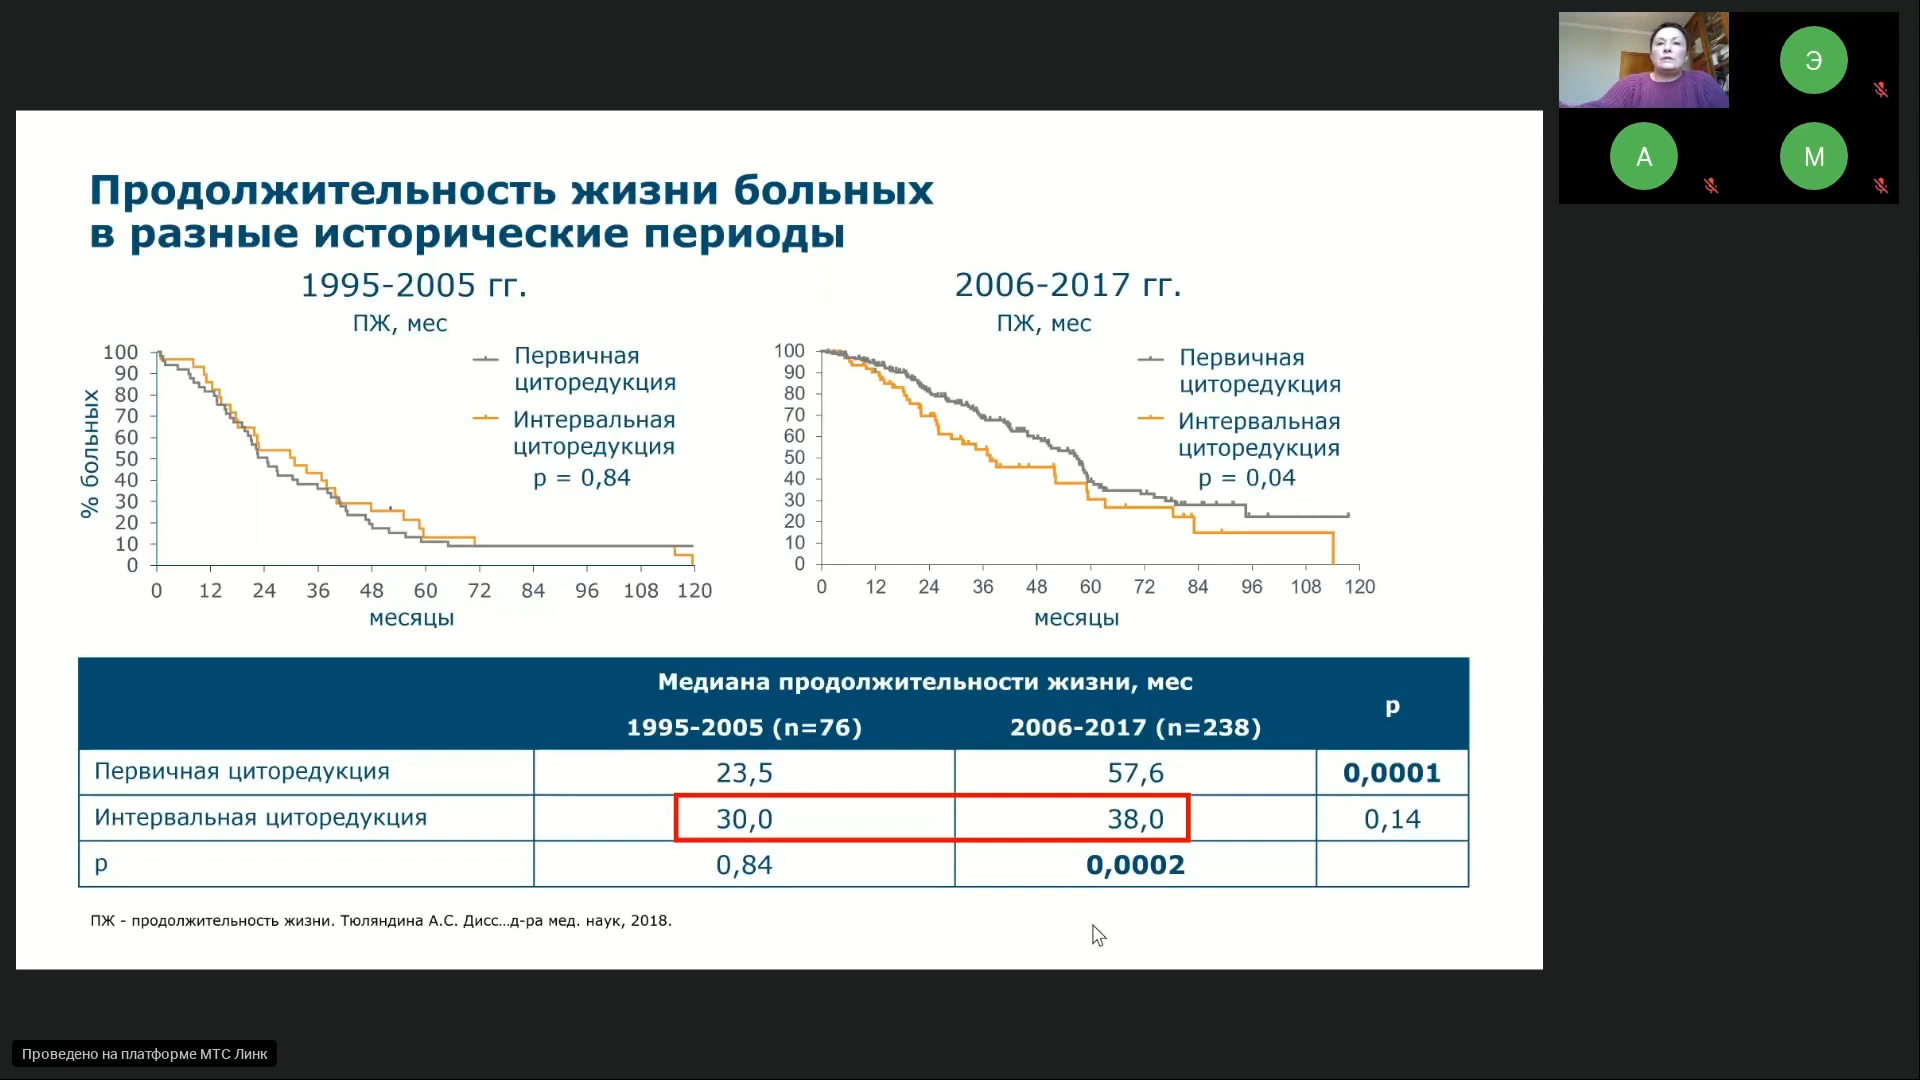 Э
А
М
Продолжительность жизни больных
в разные исторические периоды
1995-2005 гг.
ПЖ, мес
% больных
100
90
80
70
60
50
40
30
20
10
0
Первичная
циторедукция
Интервальная
циторедукция
p = 0,84
0 12 24 36 48 60 72 84 96 108 120
месяцы
2006-2017 гг.
ПЖ, мес
100
90
80
70
60
50
40
30
20
10
0
Первичная
циторедукция
Интервальная
циторедукция
p = 0,04
0 12 24 36 48 60 72 84 96 108 120
месяцы
Медиана продолжительности жизни, мес
p
1995-2005 (n=76) 2006-2017 (n=238)
Первичная циторедукция 23,5 57,6 0,0001
Интервальная циторедукция 30,0 38,0 0,14
p 0,84 0,0002
ПЖ - продолжительность жизни. Тюляндина А.С. Дисс…д-ра мед. наук, 2018.
Проведено на платформе МТС Линк